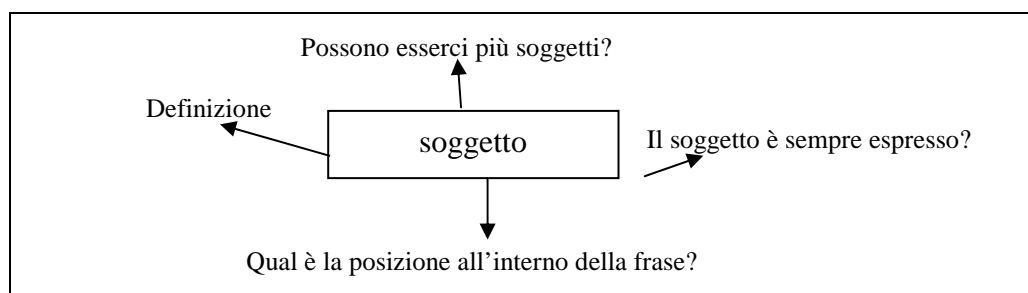 Possono esserci più soggetti?
Definizione
soggetto
Il soggetto è sempre espresso?
Qual è la posizione all’interno della frase?